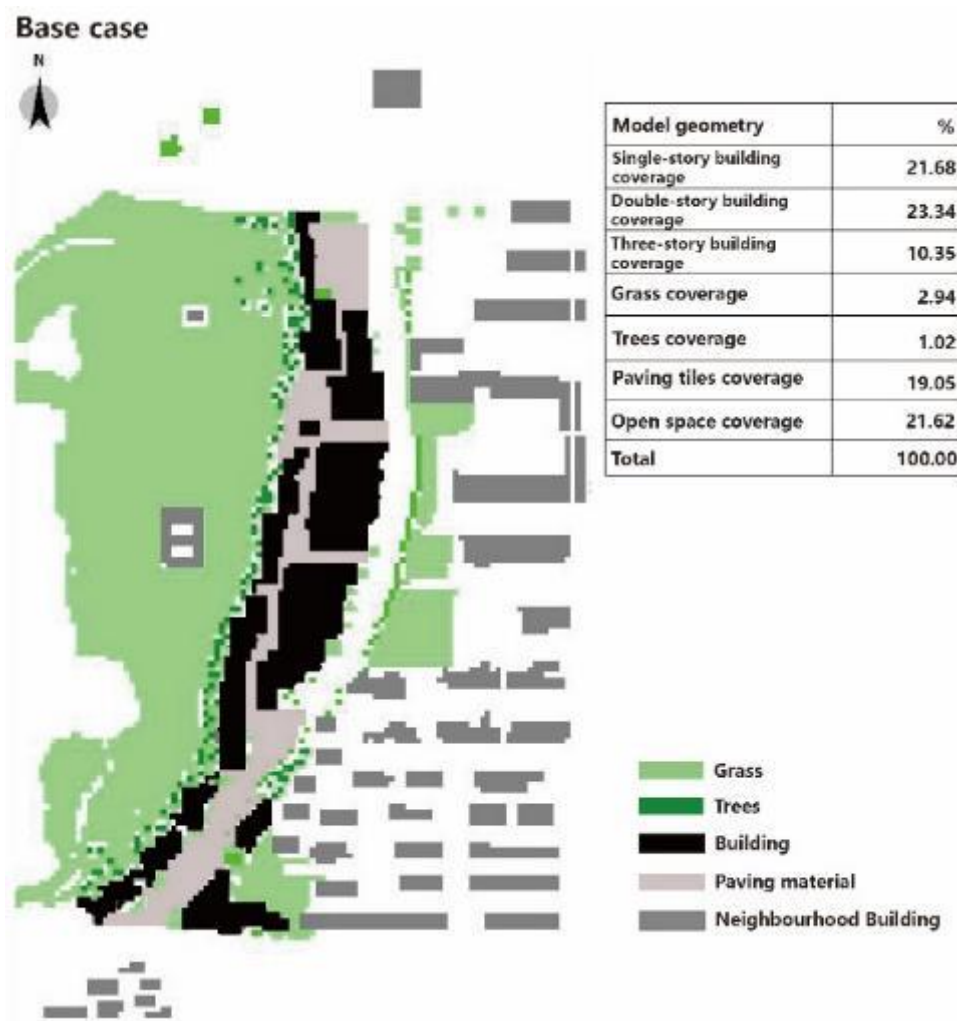 Base case
N
Model geometry %
Single-story building
coverage 21.68
Double-story building
coverage 23.34
Three-story building
coverage 10.35
Grass coverage 2.94
Trees coverage 1.02
Paving tiles coverage 19.05
Open space coverage 21.62
Total 100.00
Grass
Trees
Building
Paving material
Neighbourhood Building